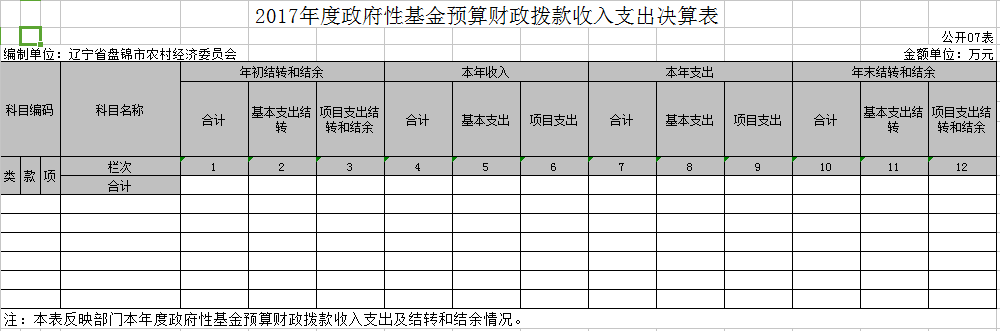 2017年度政府性基金预算财政拨款收入支出决算表
公开07表
编制单位：辽宁省盘锦市农村经济委员会 金额单位：万元
科目编码 科目名称 年初结转和结余 本年收入 本年支出 年末结转和结余
合计 基本支出结转 项目支出结转和结余 合计 基本支出 项目支出 合计 基本支出 项目支出 合计 基本支出结转 项目支出结转和结余
类 款 项 栏次 1 2 3 4 5 6 7 8 9 10 11 12
合计
注：本表反映部门本年度政府性基金预算财政拨款收入支出及结转和结余情况。